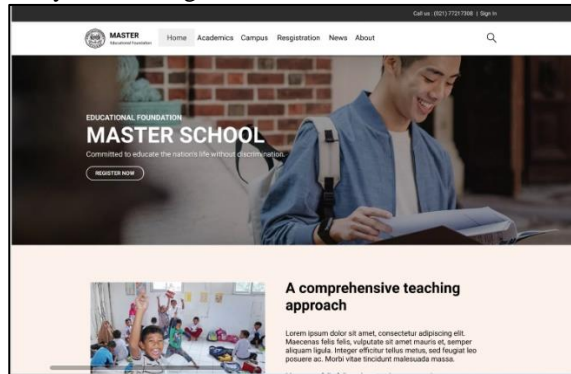 Call us : (021) 77217308 | Sign In
MASTER
Educational Foundation
Home Academics Campus Resgistration News About
EDUCATIONAL FOUNDATION
MASTER SCHOOL
Committed to educate the nation's life without discrimination.
REGISTER NOW
A comprehensive teaching
approach
Lorem ipsum dolor sit amet, consectetur adipiscing elit.
Maecenas felis felis, vulputate sit amet mauris et, semper
aliquam ligula. Integer efficitur tellus metus, sed feugiat leo
posuere ac. Morbi vitae tincidunt malesuada massa.